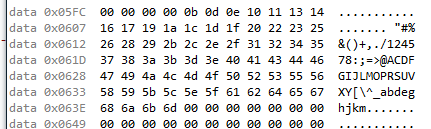 data 0x05FC 00 00 00 00 0b 0d 0e 10 11 13 14 ...........
data 0x0607 16 17 19 1a 1c 1d 1f 20 22 23 25 ....... "#%
data 0x0612 26 28 29 2b 2c 2e 2f 31 32 34 35 &()+,./1245
data 0x061D 37 38 3a 3b 3d 3e 40 41 43 44 46 78:;=>@ACDF
data 0x0628 47 49 4a 4c 4d 4f 50 52 53 55 56 GIJLMOPRSUV
data 0x0633 58 59 5b 5c 5e 5f 61 62 64 65 67 XY[\^_abdeg
data 0x063E 68 6a 6b 6d 00 00 00 00 00 00 00 hjkm.......
data 0x0649 00 00 00 00 00 00 00 00 00 00 00 ...........